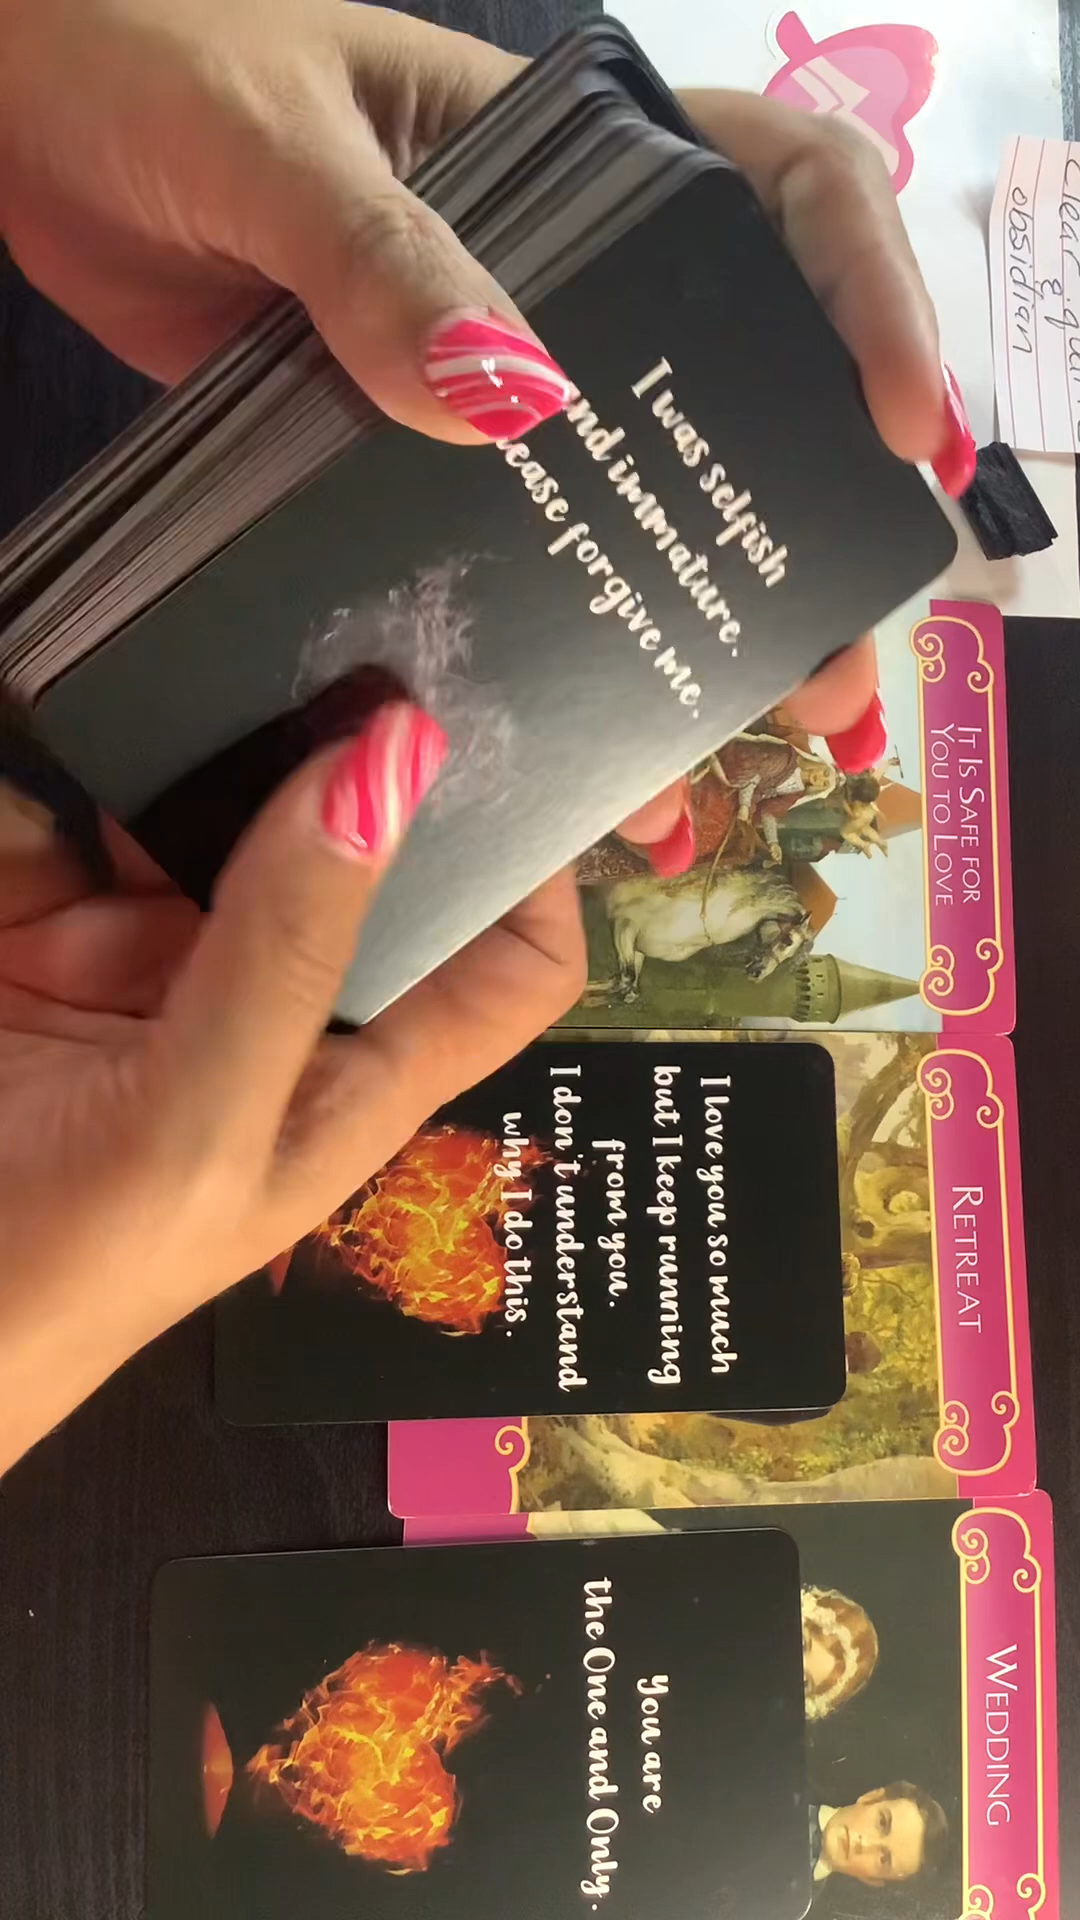 I was selfish
and immature.
Please forgive me.
Clear
&
obsidian
IT IS SAFE FOR
YOU TO LOVE
I love you so much
but I keep running
from you.
I don't understand
why I do this.
RETREAT
you are
the One and Only.
WEDDING